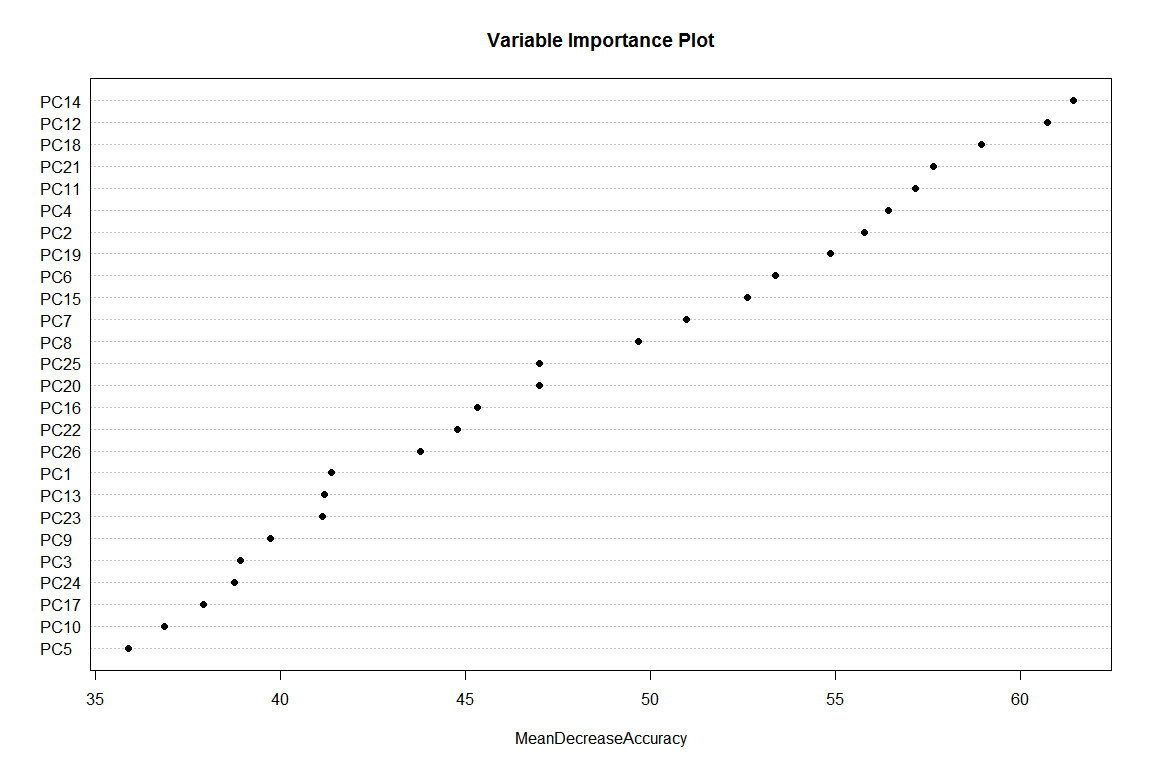 Variable Importance Plot
PC14
PC12
PC18
PC21
PC11
PC4
PC2
PC19
PC6
PC15
PC7
PC8
PC25
PC20
PC16
PC22
PC26
PC1
PC13
PC23
PC9
PC3
PC24
PC17
PC10
PC5
35 40 45 50 55 60
MeanDecreaseAccuracy